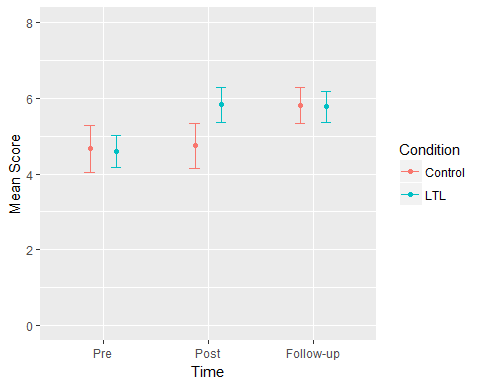 8
6
4
2
0
Mean Score
Pre Post Follow-up
Time
Condition
Control
LTL